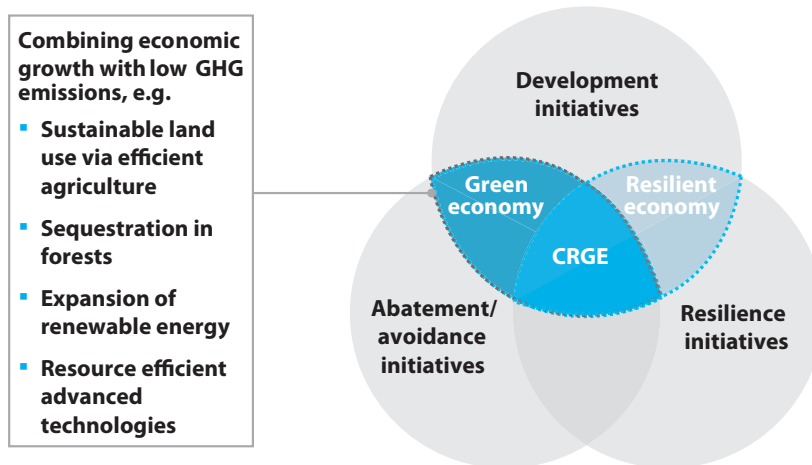 Combining economic
growth with low GHG
emissions, e.g.
▪ Sustainable land
use via efficient
agriculture
▪ Sequestration in
forests
▪ Expansion of
renewable energy
▪ Resource efficient
advanced
technologies
Development
initiatives
Green
economy
Resilient
economy
CRGE
Abatement/
avoidance
initiatives
Resilience
initiatives